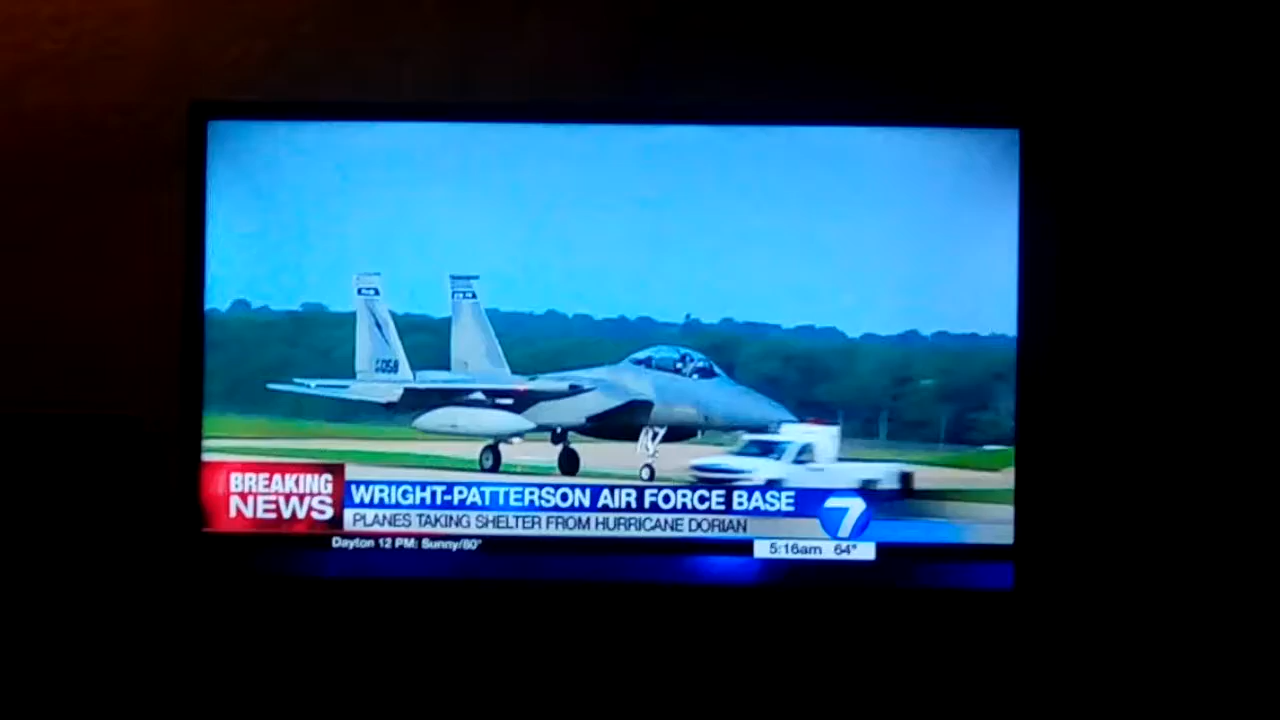 058
BREAKING
NEWS
WRIGHT-PATTERSON AIR FORCE BASE
PLANES TAKING SHELTER FROM HURRICANE DORIAN
7
Dayton 12 PM: Sunny/80°
5:16am 64°